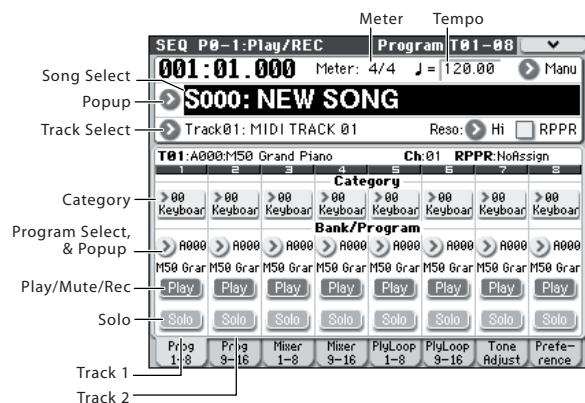 Meter Tempo
SEQ P0-1:Play/REC Program T01-08
001:01.000 Meter: 4/4 ♩= 120.00 Manu
Song Select
Popup
S000: NEW SONG
Track Select
Track01: MIDI TRACK 01 Reso: Hi RPPR
T01:A000:M50 Grand Piano Ch:01 RPPR:NoAssign
1 2 3 4 5 6 7 8
Category
Category
>00 >00 >00 >00 >00 >00 >00 >00
Keyboar Keyboar Keyboar Keyboar Keyboar Keyboar Keyboar Keyboar
Bank/Program
Program Select,
& Popup
A000 A000 A000 A000 A000 A000 A000 A000
M50 Grar M50 Grar M50 Grar M50 Grar M50 Grar M50 Grar M50 Grar M50 Grar
Play/Mute/Rec
Play Play Play Play Play Play Play Play
Solo
Solo Solo Solo Solo Solo Solo Solo Solo
Prog Prog Mixer Mixer PlyLoop PlyLoop Tone Prefe-
1-8 9-16 1-8 9-16 1-8 9-16 Adjust rence
Track 1
Track 2